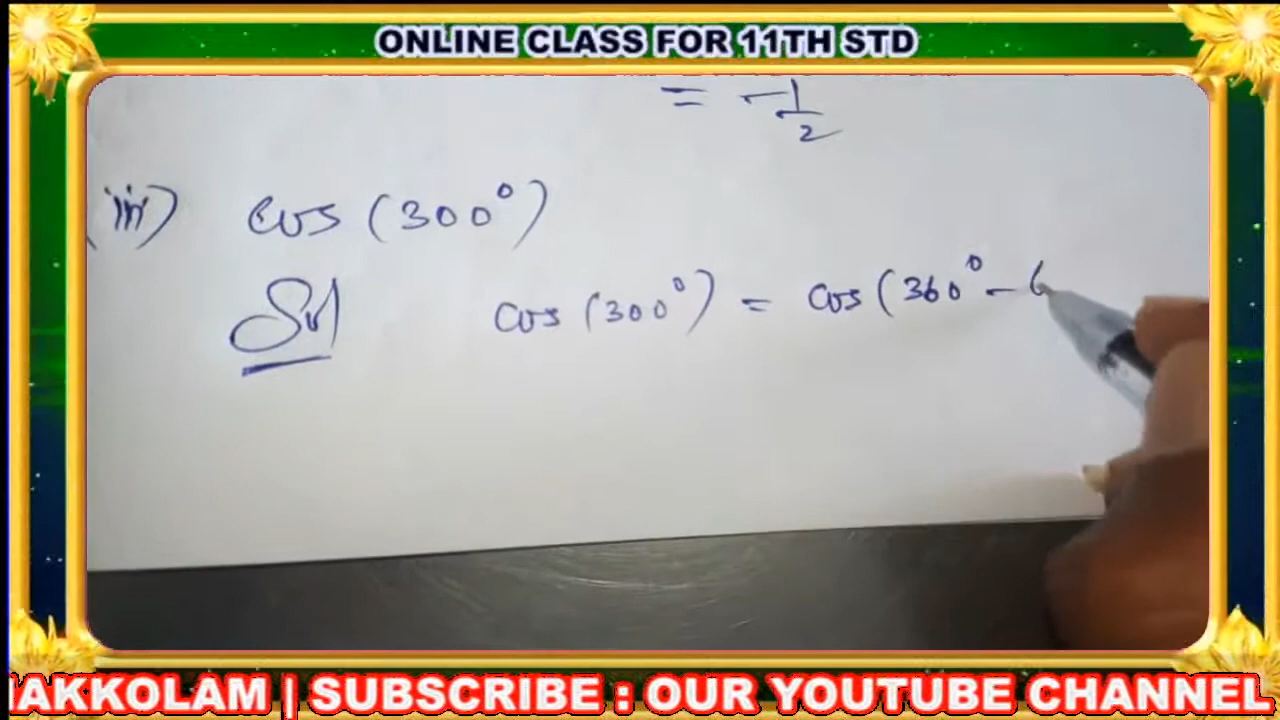 ONLINE CLASS FOR 11TH STD
= -1/2
(iii) cos (300°)
Sol cos (300°) = cos (360° - 6
AKKOLAM | SUBSCRIBE : OUR YOUTUBE CHANNEL